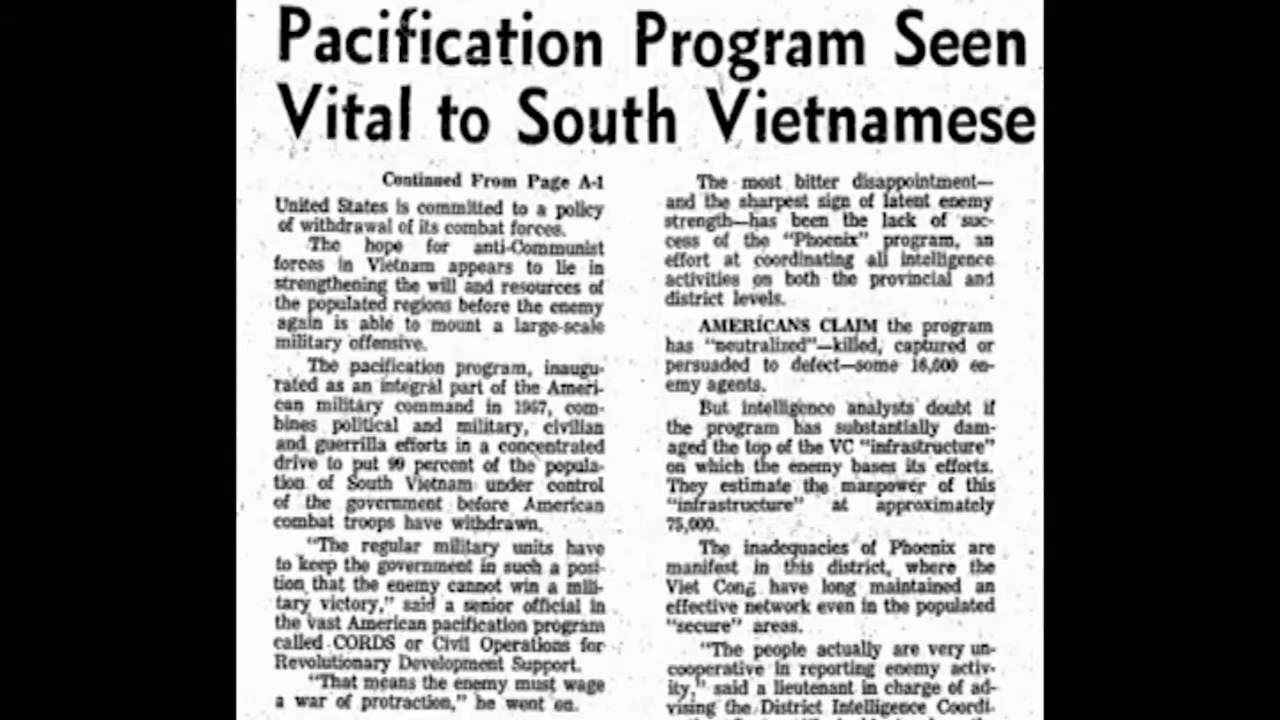 Pacification Program Seen
Vital to South Vietnamese
Continued From Page A-1
United States is committed to a policy
of withdrawal of its combat forces.
The hope for anti-Communist
forces in Vietnam appears to lie in
strengthening the will and resources of
the populated regions before the enemy
again is able to mount a large-scale
military offensive.
The pacification program, inaugu-
rated as an integral part of the Ameri-
can military command in 1967, com-
bines political and military, civilian
and guerrilla efforts in a concentrated
drive to put 90 percent of the popula-
tion of South Vietnam under control
of the government before American
combat troops have withdrawn.
"The regular military units have
to keep the government in such a posi-
tion that the enemy cannot win a mili-
tary victory," said a senior official in
the vast American pacification program
called CORDS or Civil Operations for
Revolutionary Development Support.
"That means the enemy must wage
a war of protraction," he went on.
The most bitter disappointment—
and the sharpest sign of latent enemy
strength—has been the lack of suc-
cess of the "Phoenix" program, an
effort at coordinating all intelligence
activities on both the provincial and
district levels.
AMERICANS CLAIM the program
has "neutralized"—killed, captured or
persuaded to defect—some 16,000 en-
emy agents.
But intelligence analysts doubt if
the program has substantially dam-
aged the top of the VC "infrastructure"
on which the enemy bases its efforts.
They estimate the manpower of this
"infrastructure" at approximately
75,000.
The inadequacies of Phoenix are
manifest in this district, where the
Viet Cong have long maintained an
effective network even in the populated
"secure" areas.
"The people actually are very un-
cooperative in reporting enemy activ-
ity," said a lieutenant in charge of ad-
vising the District Intelligence Coordi-